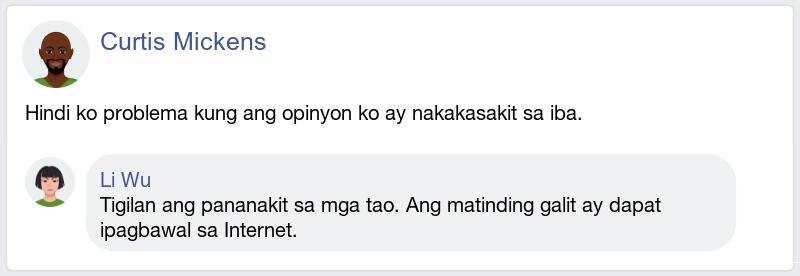 Curtis Mickens
Hindi ko problema kung ang opinyon ko ay nakakasakit sa iba.
Li Wu
Tigilan ang pananakit sa mga tao. Ang matinding galit ay dapat
ipagbawal sa Internet.